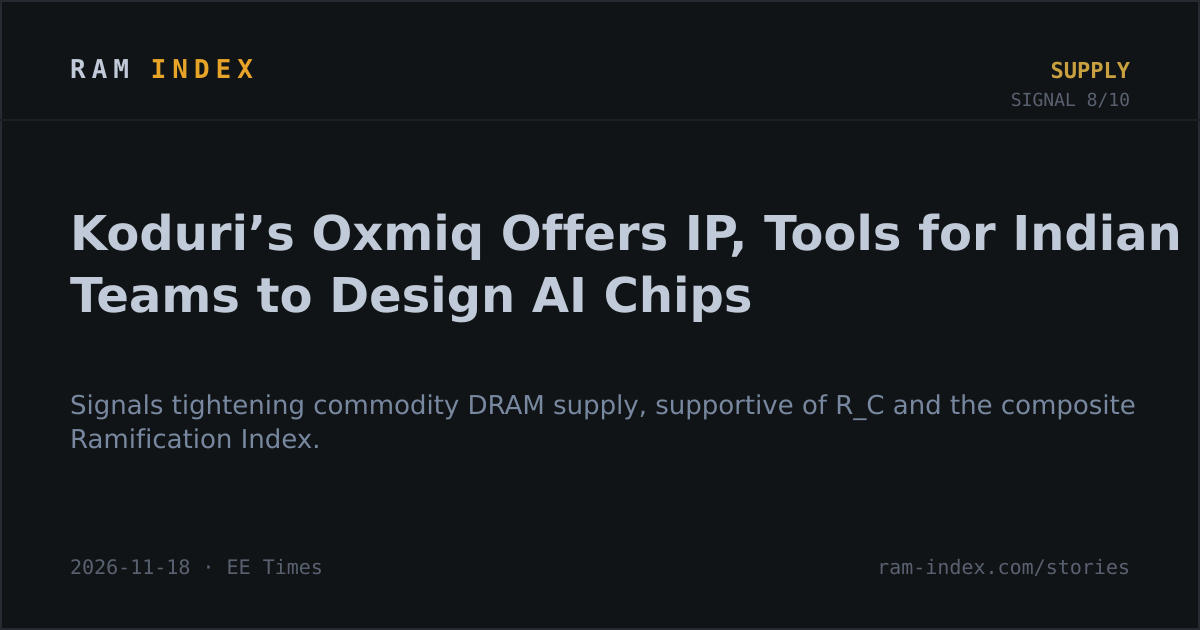 RAM INDEX
SUPPLY
SIGNAL 8/10
Koduri’s Oxmiq Offers IP, Tools for Indian
Teams to Design AI Chips
Signals tightening commodity DRAM supply, supportive of R_C and the composite
Ramification Index.
2026-11-18 · EE Times
ram-index.com/stories